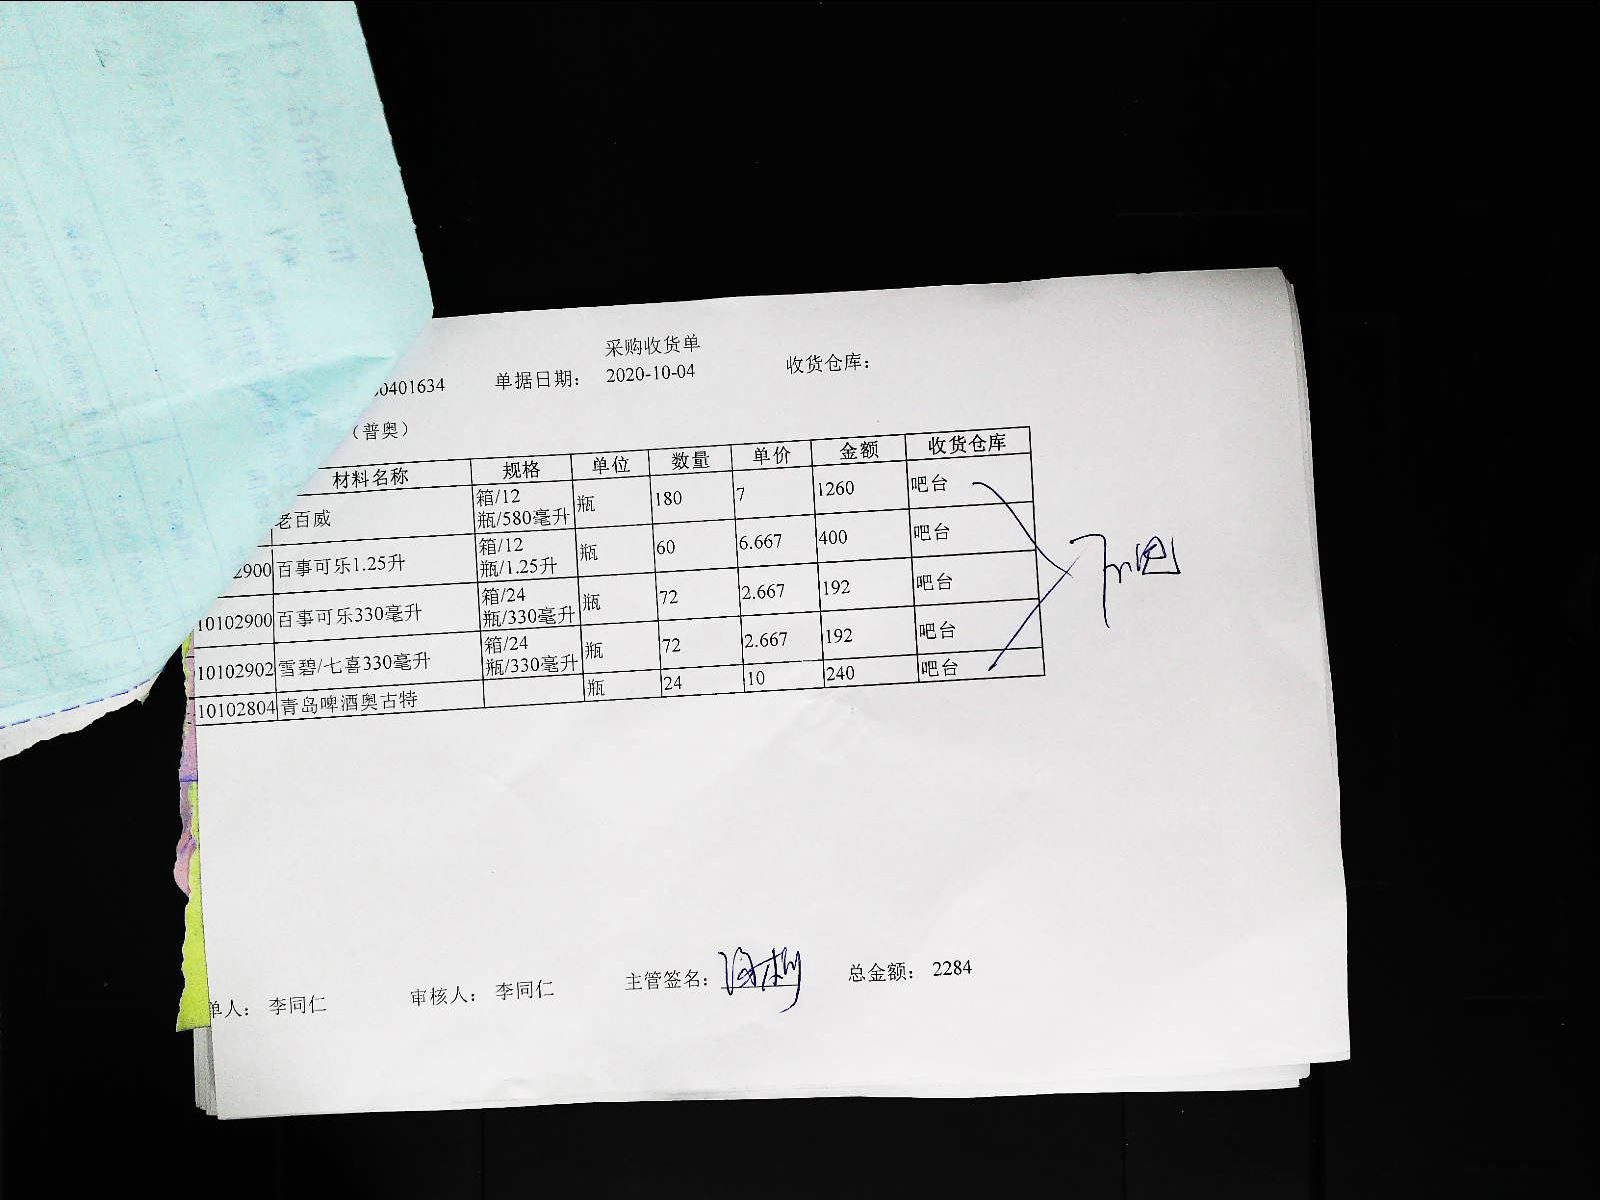 采购收货单
0401634 单据日期： 2020-10-04 收货仓库：
（普奥）
材料名称 规格 单位 数量 单价 金额 收货仓库
老百威 箱/12瓶/580毫升 瓶 180 7 1260 吧台
2900 百事可乐1.25升 箱/12瓶/1.25升 瓶 60 6.667 400 吧台
10102900 百事可乐330毫升 箱/24瓶/330毫升 瓶 72 2.667 192 吧台
10102902 雪碧/七喜330毫升 箱/24瓶/330毫升 瓶 72 2.667 192 吧台
10102804 青岛啤酒奥古特 瓶 24 10 240 吧台
单人： 李同仁 审核人： 李同仁 主管签名： 总金额： 2284